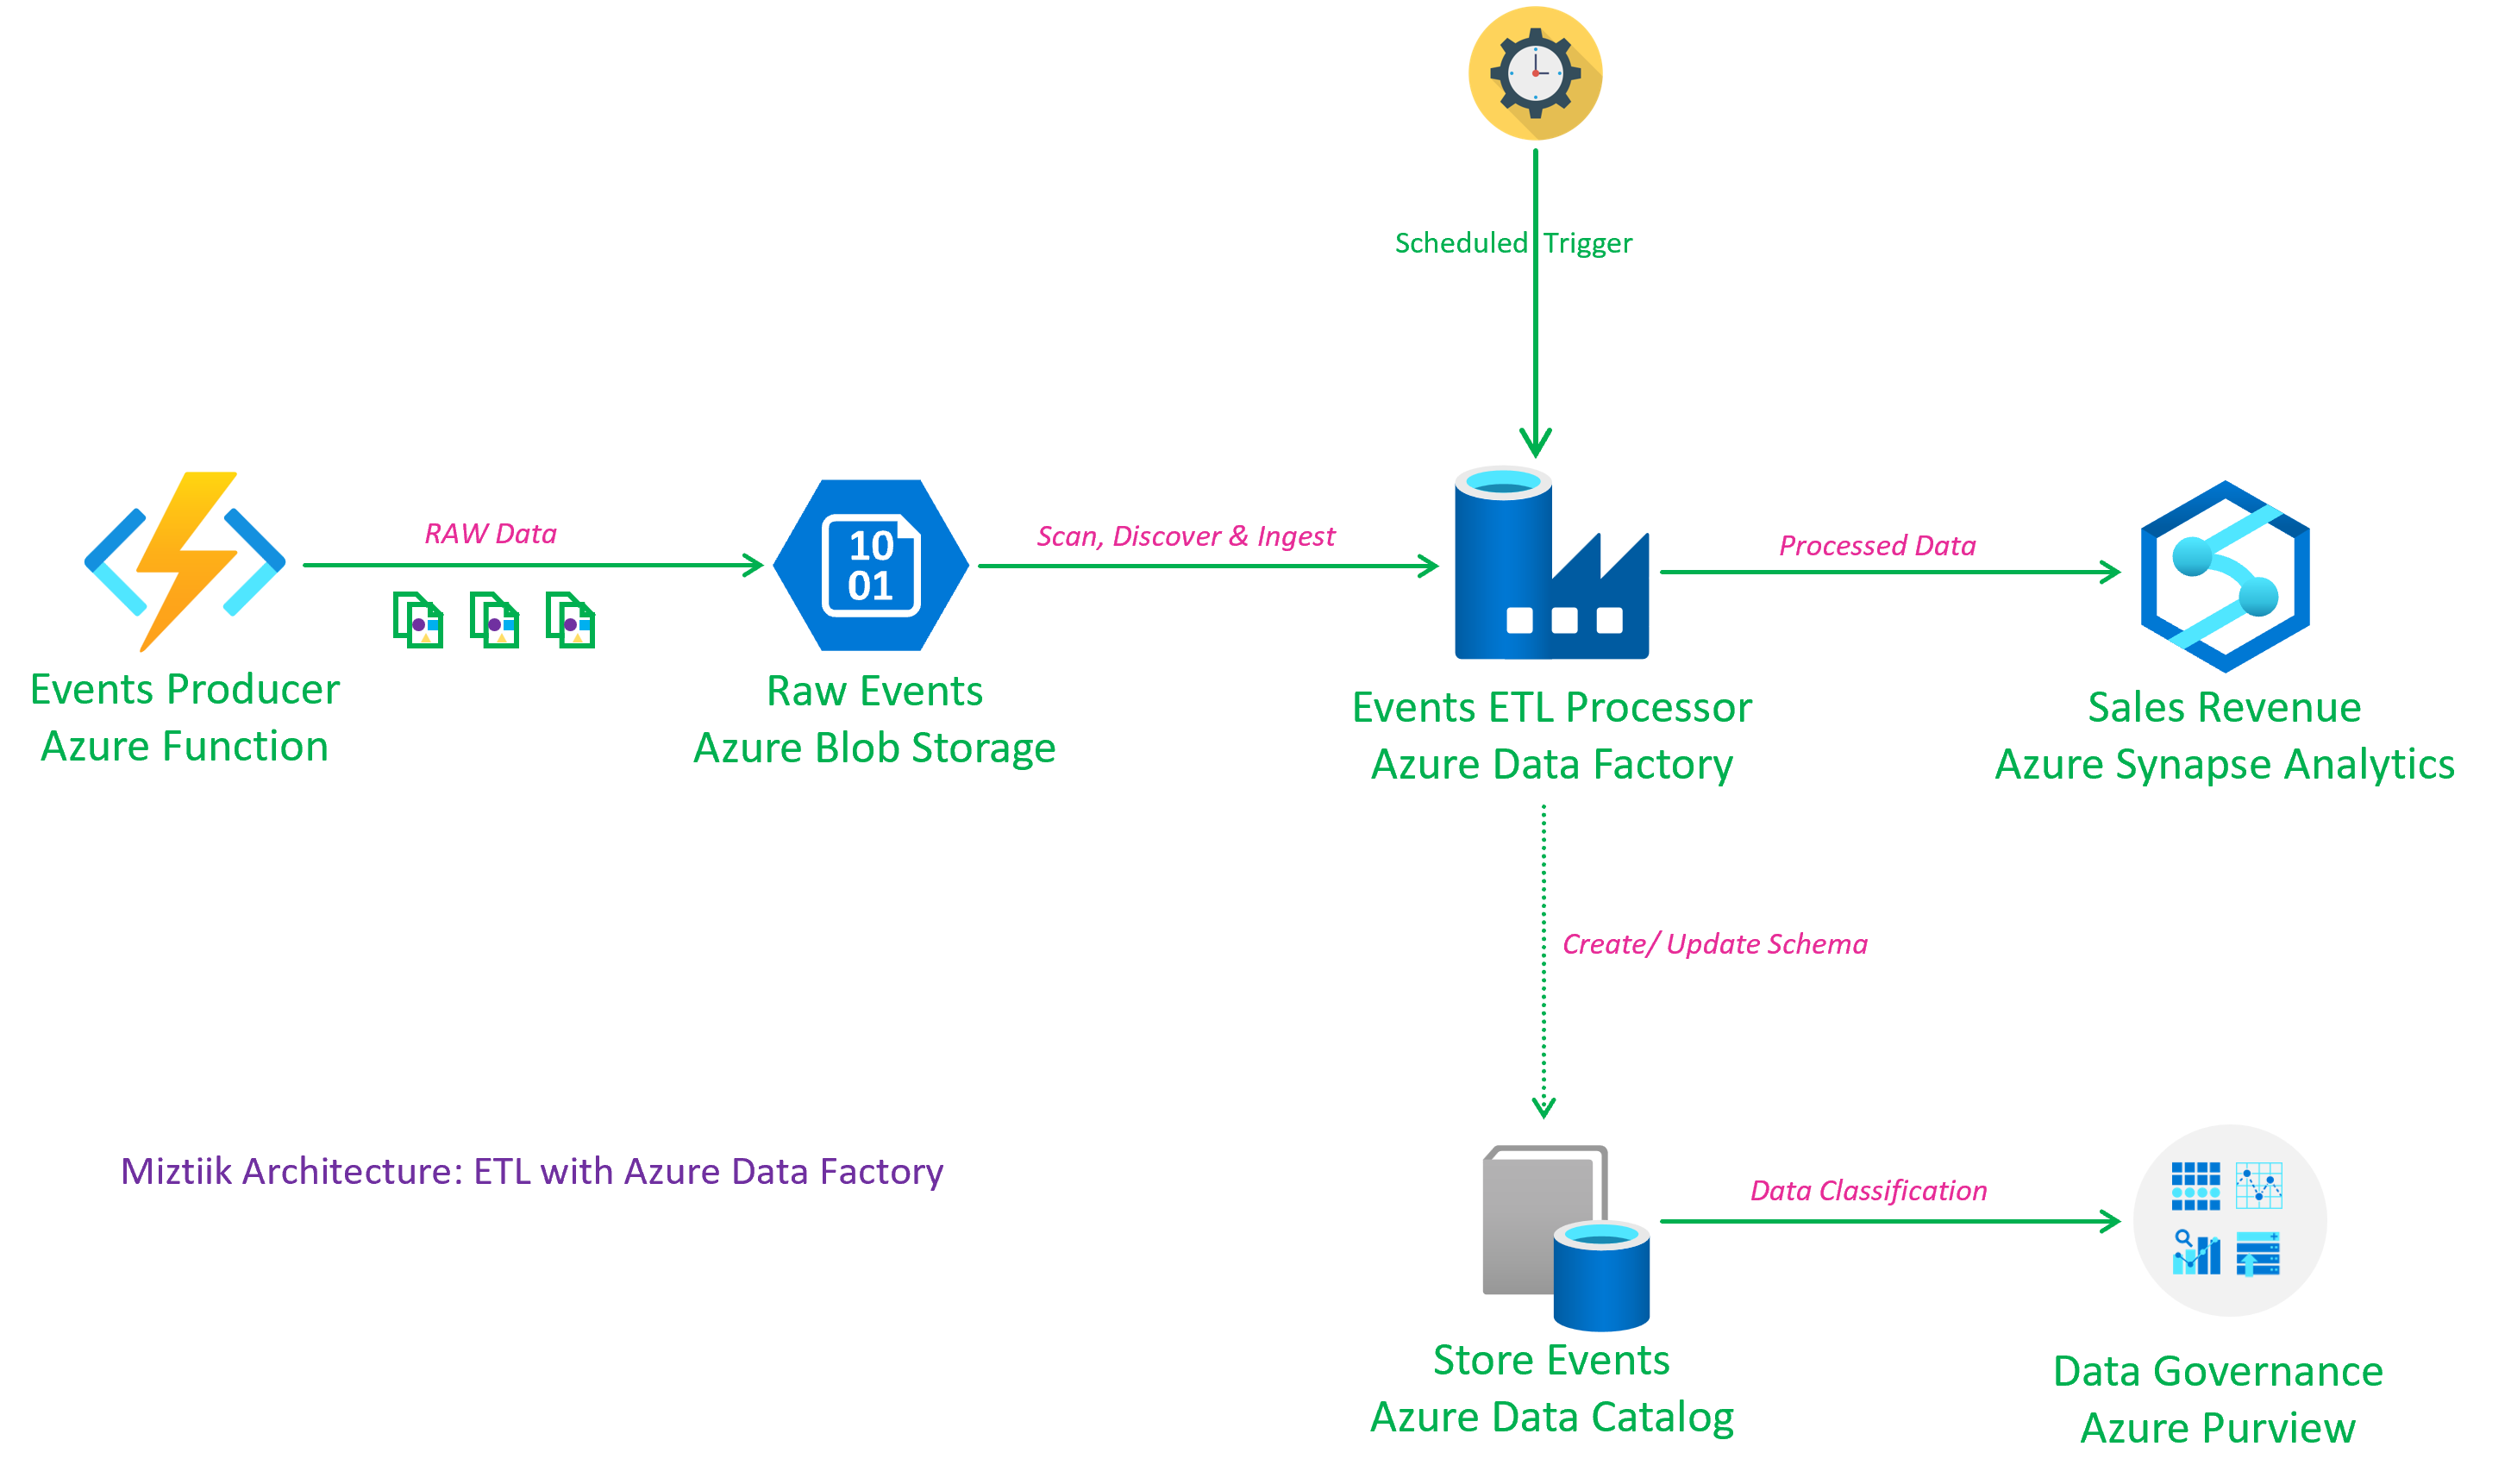 Scheduled Trigger
RAW Data
Scan, Discover & Ingest
Processed Data
10
01
Events Producer
Azure Function
Raw Events
Azure Blob Storage
Events ETL Processor
Azure Data Factory
Sales Revenue
Azure Synapse Analytics
Create/ Update Schema
Miztiik Architecture: ETL with Azure Data Factory
Data Classification
Store Events
Azure Data Catalog
Data Governance
Azure Purview